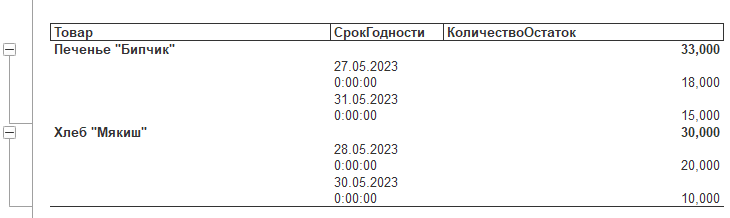 Товар СрокГодности КоличествоОстаток
Печенье "Бипчик" 33,000
27.05.2023
0:00:00 18,000
31.05.2023
0:00:00 15,000
Хлеб "Мякиш" 30,000
28.05.2023
0:00:00 20,000
30.05.2023
0:00:00 10,000